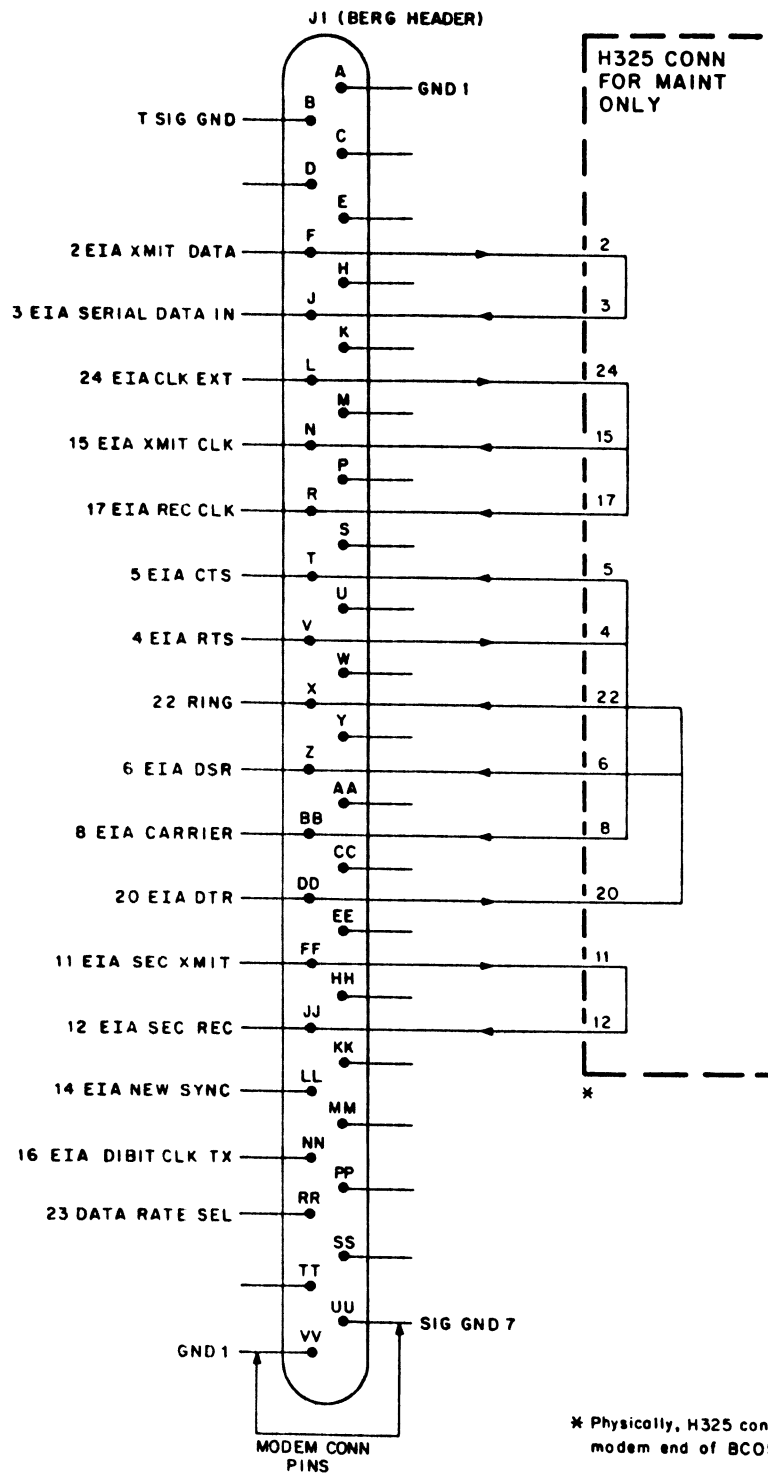 J1 (BERG HEADER)
H325 CONN
FOR MAINT
ONLY
A
GND 1
B
T SIG GND
C
D
E
F
2 EIA XMIT DATA
2
H
J
3 EIA SERIAL DATA IN
3
K
L
24 EIA CLK EXT
24
M
N
15 EIA XMIT CLK
15
P
R
17 EIA REC CLK
17
S
T
5 EIA CTS
5
U
V
4 EIA RTS
4
W
X
22 RING
22
Y
Z
6 EIA DSR
6
AA
BB
8 EIA CARRIER
8
CC
DD
20 EIA DTR
20
EE
FF
11 EIA SEC XMIT
11
HH
JJ
12 EIA SEC REC
12
KK
LL
14 EIA NEW SYNC
*
MM
NN
16 EIA DIBIT CLK TX
PP
RR
23 DATA RATE SEL
SS
TT
UU
SIG GND 7
VV
GND 1
MODEM CONN
PINS
* Physically, H325 con
modem end of BC0